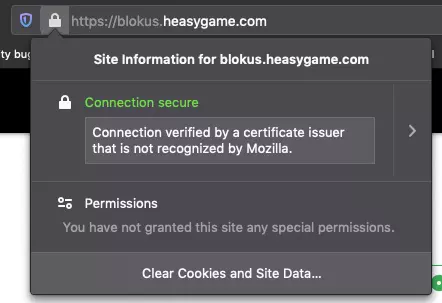 https://blokus.heasygame.com
ty bug
Site Information for blokus.heasygame.com
Connection secure
Connection verified by a certificate issuer
that is not recognized by Mozilla.
Permissions
You have not granted this site any special permissions.
Clear Cookies and Site Data...